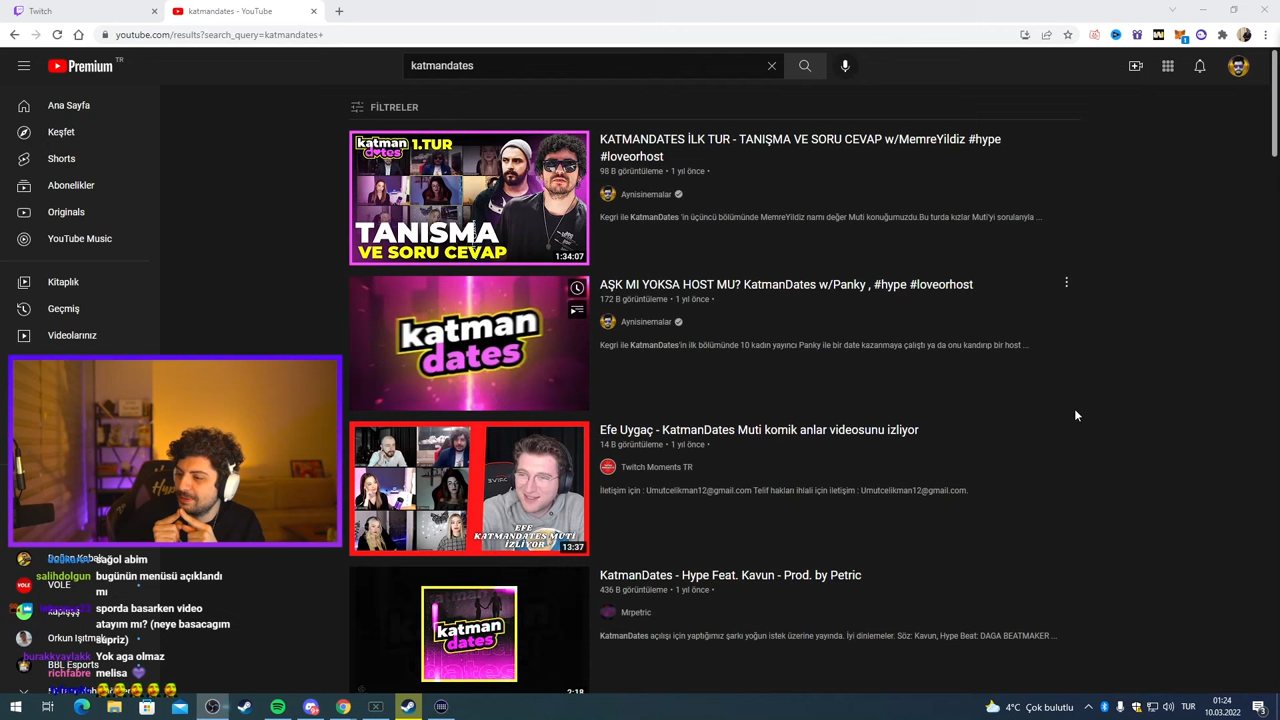 Twitch
katmandates - YouTube
youtube.com/results?search_query=katmandates+
Premium TR
katmandates
Ana Sayfa
Keşfet
Shorts
Abonelikler
Originals
YouTube Music
Kitaplık
Geçmiş
Videolarınız
FİLTRELER
katman dates 1.TUR
TANISMA
VE SORU CEVAP
1:34:07
KATMANDATES İLK TUR - TANIŞMA VE SORU CEVAP w/MemreYildiz #hype
#loveorhost
98 B görüntüleme • 1 yıl önce •
Aynisinemalar
Kegri ile KatmanDates 'in üçüncü bölümünde MemreYildiz namı değer Muti konuğumuzdu.Bu turda kızlar Muti'yi sorularıyla ...
katman
dates
AŞK MI YOKSA HOST MU? KatmanDates w/Panky , #hype #loveorhost
172 B görüntüleme • 1 yıl önce •
Aynisinemalar
Kegri ile KatmanDates'in ilk bölümünde 10 kadın yayıncı Panky ile bir date kazanmaya çalıştı ya da onu kandırıp bir host ...
EFE
KATMANDATES MUTİ
İZLİYOR
13:37
Efe Uygaç - KatmanDates Muti komik anlar videosunu izliyor
14 B görüntüleme • 1 yıl önce •
Twitch Moments TR
İletişim için : Umutcelikman12@gmail.com Telif hakları ihlali için iletişim : Umutcelikman12@gmail.com.
katman
dates
2:18
KatmanDates - Hype Feat. Kavun - Prod. by Petric
436 B görüntüleme • 1 yıl önce •
Mrpetric
KatmanDates açılışı için yaptığımız şarkı yoğun istek üzerine yayında. İyi dinlemeler. Söz: Kavun, Hype Beat: DAGA BEATMAKER ...
sağol abim
salihdolgun bugünün menüsü açıklandı
VOLE mı
sporda basarken video
atayım mı? (neye basacagım
Orkun Işıtmak supriz)
burakkvavlakk Yok aga olmaz
BBL Esports
richfabre melisa
4°C Çok bulutlu
TUR
01:24
10.03.2022